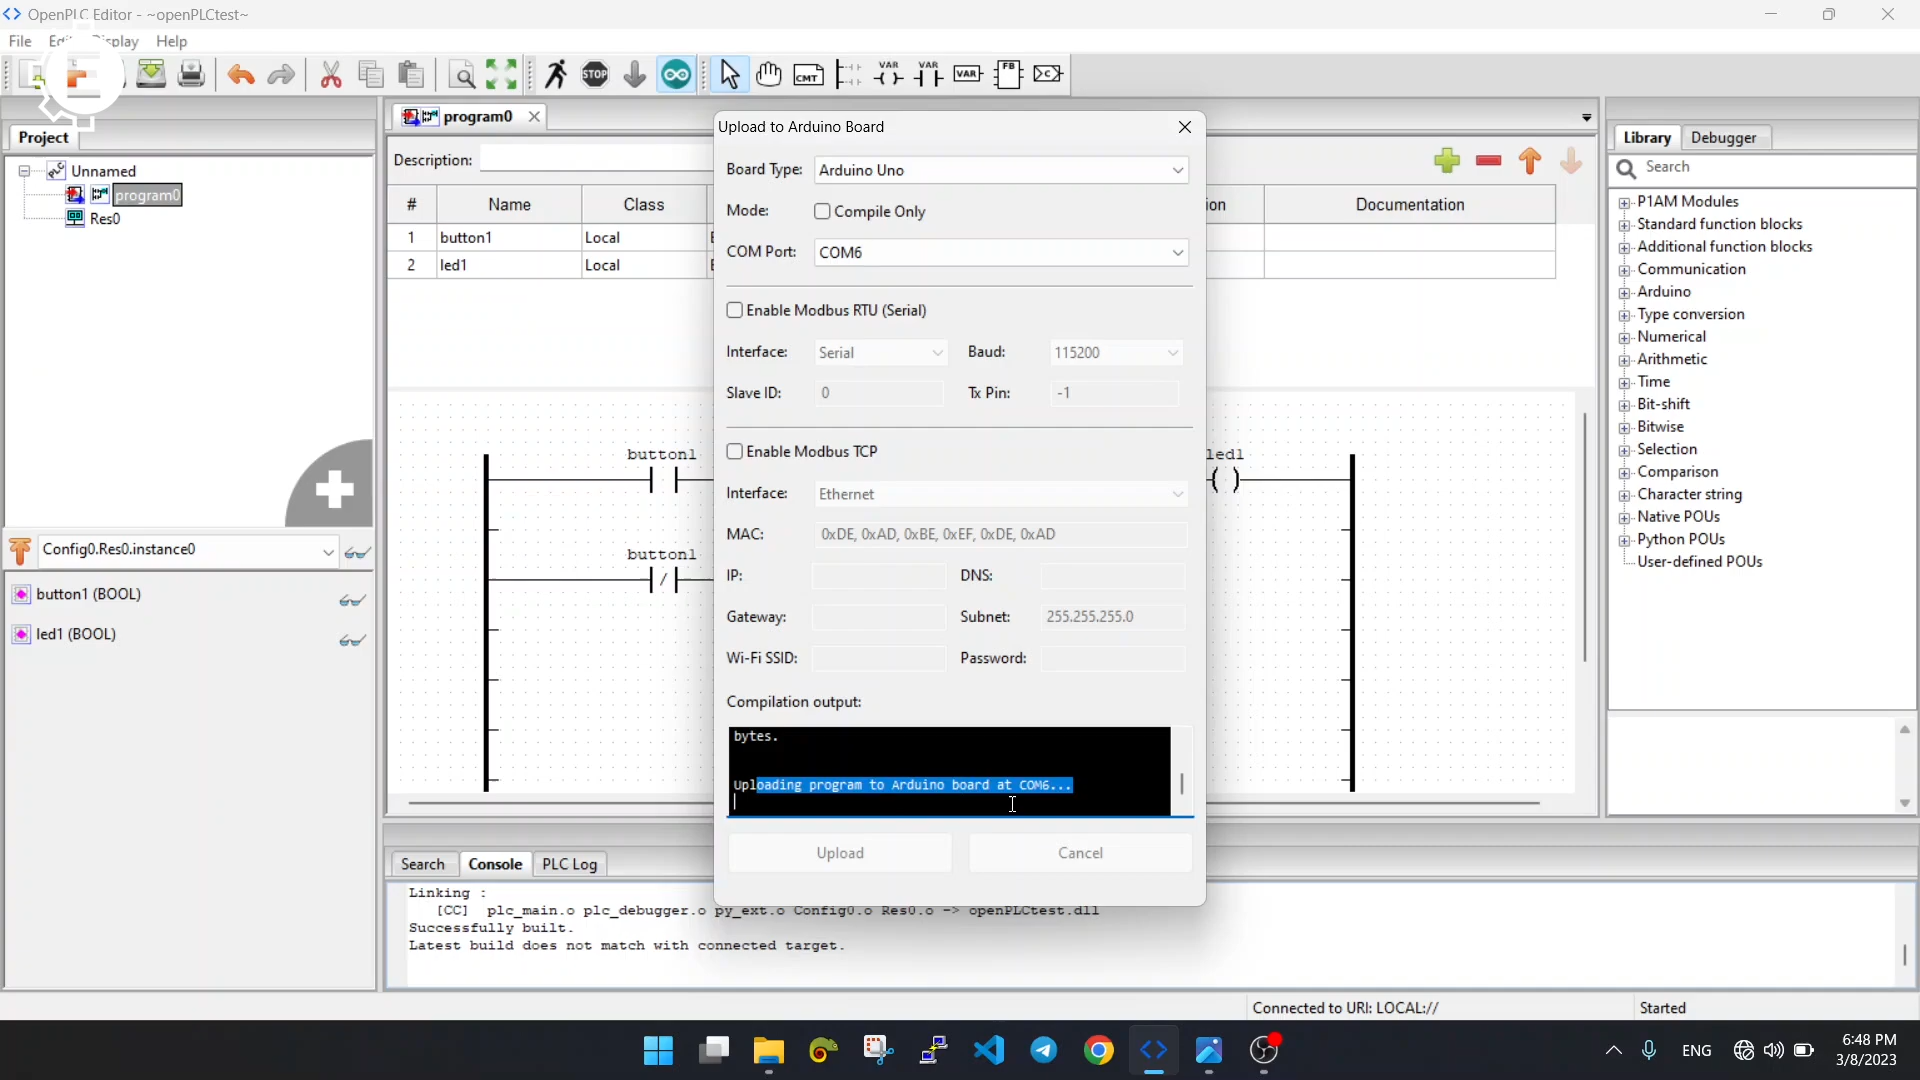 OpenPLC Editor - ~openPLCtest~
File Display Help
VAR VAR
CMT VAR FB C
STOP
Project
Unnamed
program0
Res0
Config0.Res0.instance0
button1 (BOOL)
led1 (BOOL)
program0
Description:
# Name Class
1 button1 Local
2 led1 Local
ion Documentation
button1
led1
button1
Upload to Arduino Board
Board Type: Arduino Uno
Mode: Compile Only
COM Port: COM6
Enable Modbus RTU (Serial)
Interface: Serial Baud: 115200
Slave ID: 0 Tx Pin: -1
Enable Modbus TCP
Interface: Ethernet
MAC: 0xDE, 0xAD, 0xBE, 0xEF, 0xDE, 0xAD
IP: DNS:
Gateway: Subnet: 255.255.255.0
Wi-Fi SSID: Password:
Compilation output:
bytes.
Uploading program to Arduino board at COM6...
Upload Cancel
Library Debugger
Search
P1AM Modules
Standard function blocks
Additional function blocks
Communication
Arduino
Type conversion
Numerical
Arithmetic
Time
Bit-shift
Bitwise
Selection
Comparison
Character string
Native POUs
Python POUs
User-defined POUs
Search Console PLC Log
Linking :
[CC] plc_main.o plc_debugger.o py_ext.o Config0.o Res0.o -> openPLCtest.dll
Successfully built.
Latest build does not match with connected target.
Connected to URI: LOCAL:// Started
ENG
6:48 PM
3/8/2023